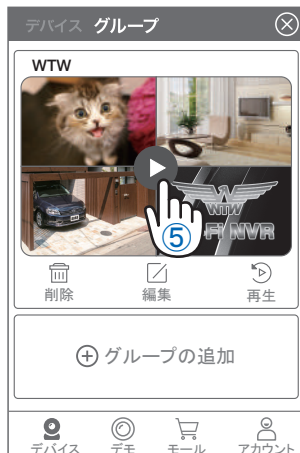 デバイス グループ
WTW
WTW
Fi NVR
⑤
削除 編集 再生
グループの追加
デバイス デモ モール アカウント